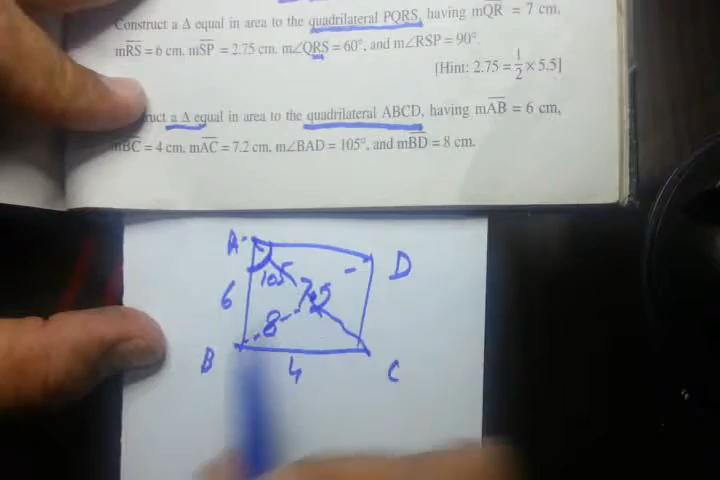 Construct a Δ equal in area to the quadrilateral PQRS, having mQR = 7 cm,
mRS = 6 cm, mSP = 2.75 cm, m∠QRS = 60°, and m∠RSP = 90°.
[Hint: 2.75 = 1/2 × 5.5]
ruct a Δ equal in area to the quadrilateral ABCD, having mAB = 6 cm,
mBC = 4 cm, mAC = 7.2 cm, m∠BAD = 105°, and mBD = 8 cm.
A
D
105
6
7.2
8
B
4
C